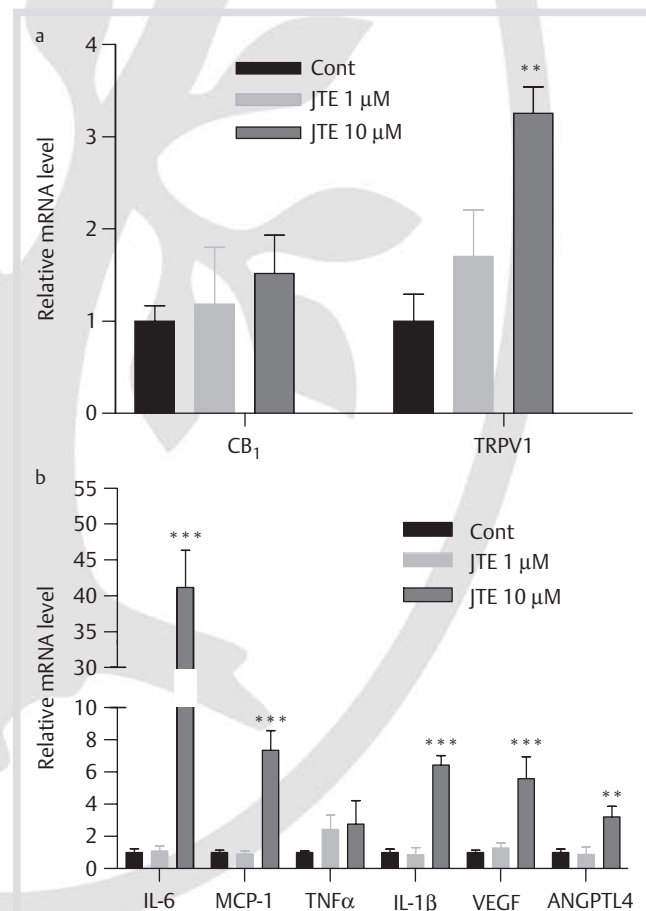 a
4
3
2
1
0
Relative mRNA level
Cont
JTE 1 µM
JTE 10 µM
**
CB1
TRPV1
b
55
50
45
40
35
30
10
8
6
4
2
0
Relative mRNA level
Cont
JTE 1 µM
JTE 10 µM
***
***
***
***
**
IL-6 MCP-1 TNFα IL-1β VEGF ANGPTL4